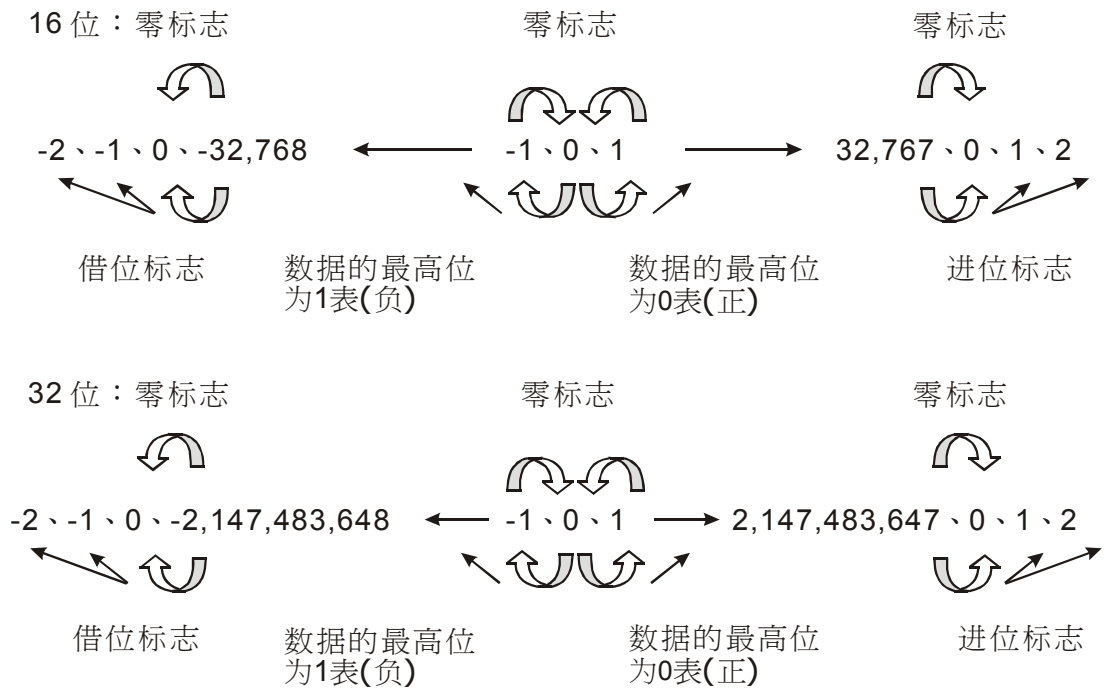 16 位：零标志 零标志 零标志
-2、-1、0、-32,768 -1、0、1 32,767、0、1、2
借位标志 数据的最高位 数据的最高位 进位标志
为1表(负) 为0表(正)
32 位：零标志 零标志 零标志
-2、-1、0、-2,147,483,648 -1、0、1 2,147,483,647、0、1、2
借位标志 数据的最高位 数据的最高位 进位标志
为1表(负) 为0表(正)